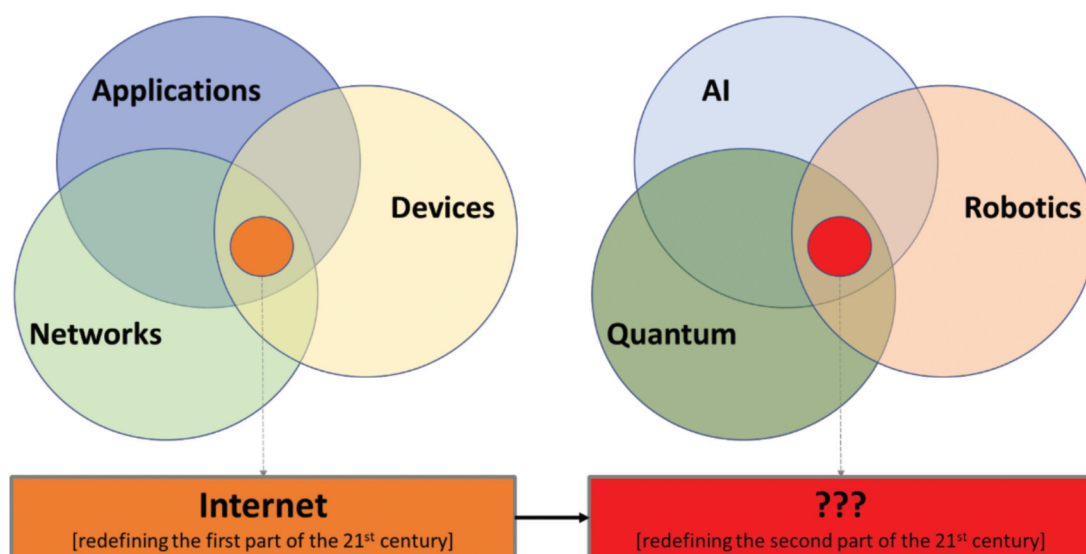 Applications
Devices
Networks
Internet
[redefining the first part of the 21st century]
AI
Robotics
Quantum
???
[redefining the second part of the 21st century]